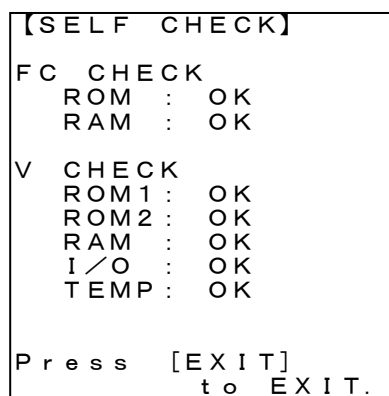 【SELF CHECK】
FC CHECK
ROM : OK
RAM : OK
V CHECK
ROM1: OK
ROM2: OK
RAM : OK
I/O : OK
TEMP: OK
Press [EXIT]
to EXIT.